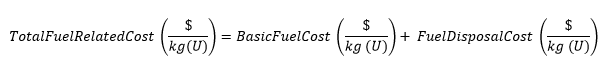 TotalFuelRelatedCost ($/kg(U)) = BasicFuelCost ($/kg (U)) + FuelDisposalCost ($/kg (U))